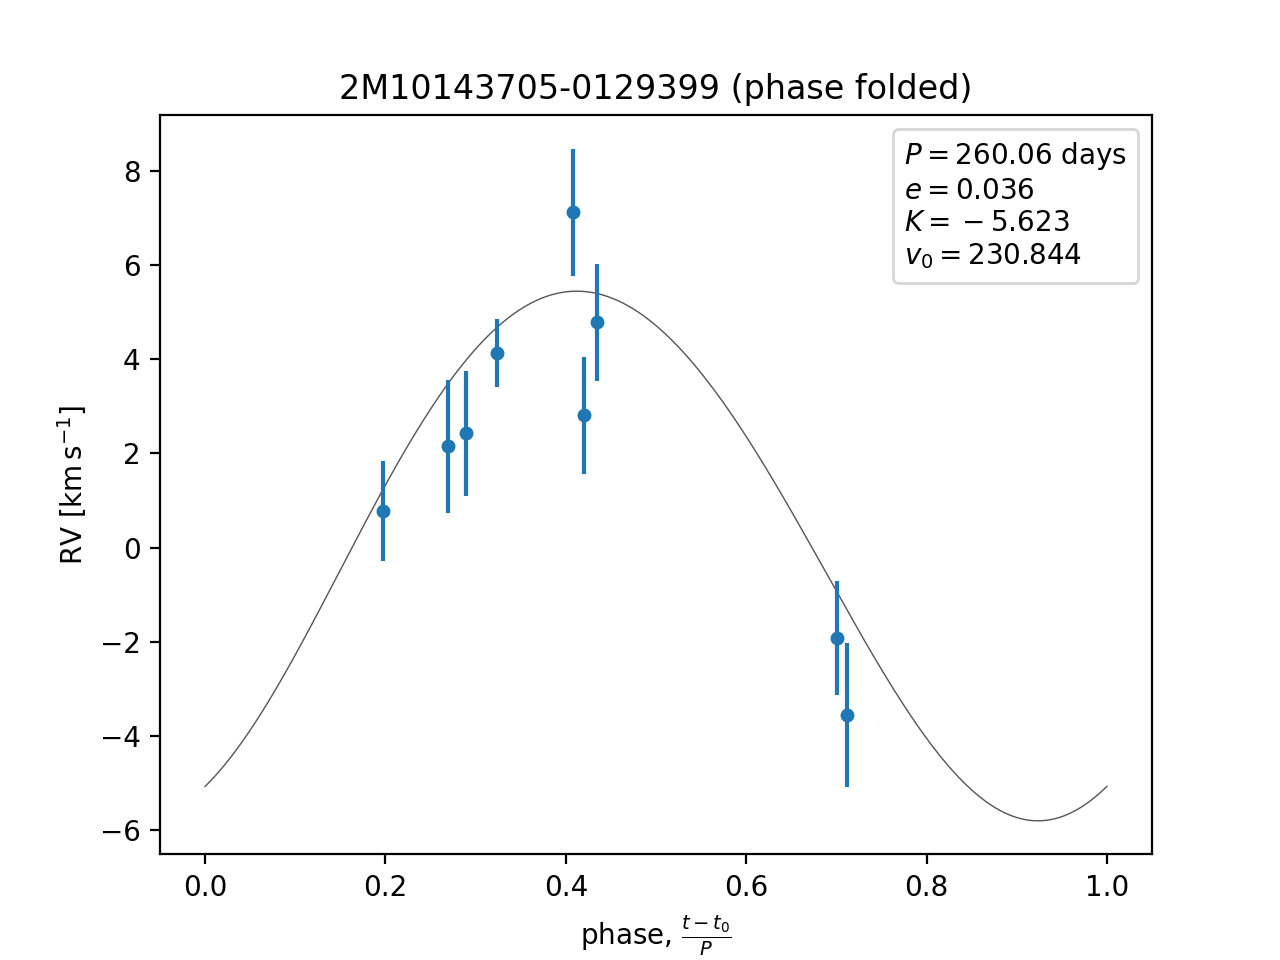 2M10143705-0129399 (phase folded)
P = 260.06 days
e = 0.036
K = −5.623
v₀ = 230.844
8
6
4
2
0
−2
−4
−6
RV [km s⁻¹]
0.0 0.2 0.4 0.6 0.8 1.0
phase, (t − t₀)/P